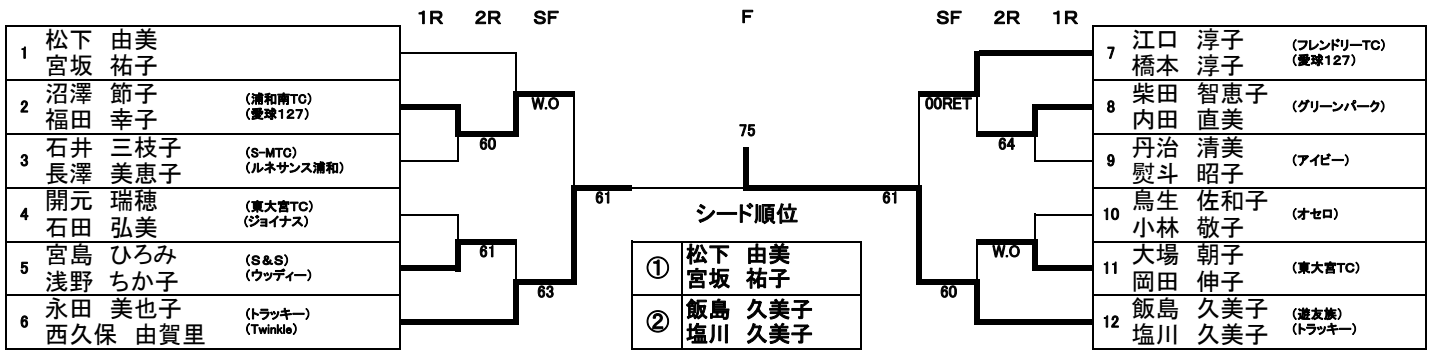 1R 2R SF F SF 2R 1R
1 松下 由美
宮坂 祐子
2 沼澤 節子 (浦和南TC)
福田 幸子 (愛球127)
3 石井 三枝子 (S-MTC)
長澤 美恵子 (ルネサンス浦和)
4 開元 瑞穂 (東大宮TC)
石田 弘美 (ジョイナス)
5 宮島 ひろみ (S&S)
浅野 ちか子 (ウッディー)
6 永田 美也子 (トラッキー)
西久保 由賀里 (Twinkle)
W.O
60
61
63
61
75
シード順位
① 松下 由美
宮坂 祐子
② 飯島 久美子
塩川 久美子
61
00RET
64
W.O
60
7 江口 淳子 (フレンドリーTC)
橋本 淳子 (愛球127)
8 柴田 智恵子 (グリーンパーク)
内田 直美
9 丹治 清美 (アイビー)
熨斗 昭子
10 鳥生 佐和子 (オセロ)
小林 敬子
11 大場 朝子 (東大宮TC)
岡田 伸子
12 飯島 久美子 (遊友族)
塩川 久美子 (トラッキー)